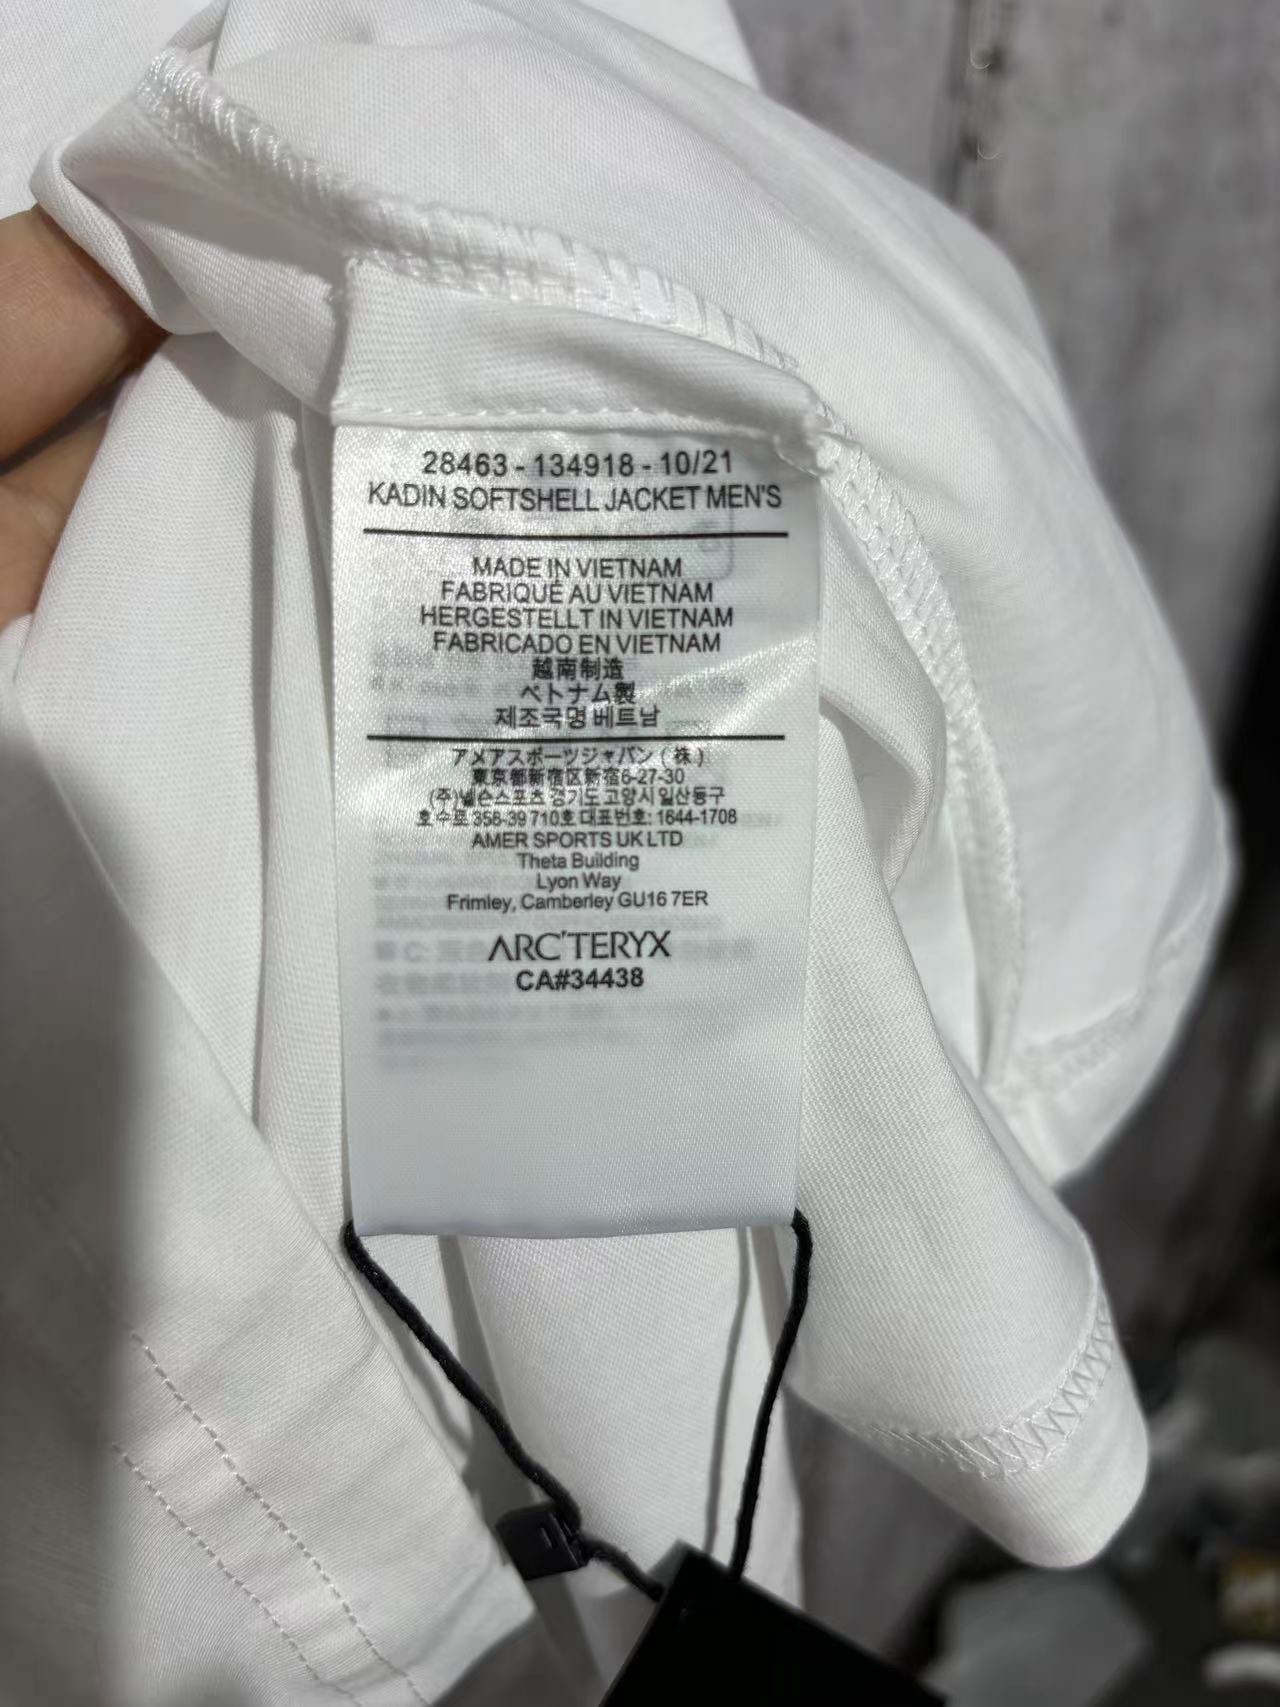 28463 - 134918 - 10/21
KADIN SOFTSHELL JACKET MEN'S
MADE IN VIETNAM
FABRIQUÉ AU VIETNAM
HERGESTELLT IN VIETNAM
FABRICADO EN VIETNAM
越南制造
ベトナム製
제조국명 베트남
アメアスポーツジャパン（株）
東京都新宿区新宿6-27-30
(주)넬슨스포츠 경기도 고양시 일산동구
호수로 358-39 710호 대표번호: 1644-1708
AMER SPORTS UK LTD
Theta Building
Lyon Way
Frimley, Camberley GU16 7ER
ARC'TERYX
CA#34438